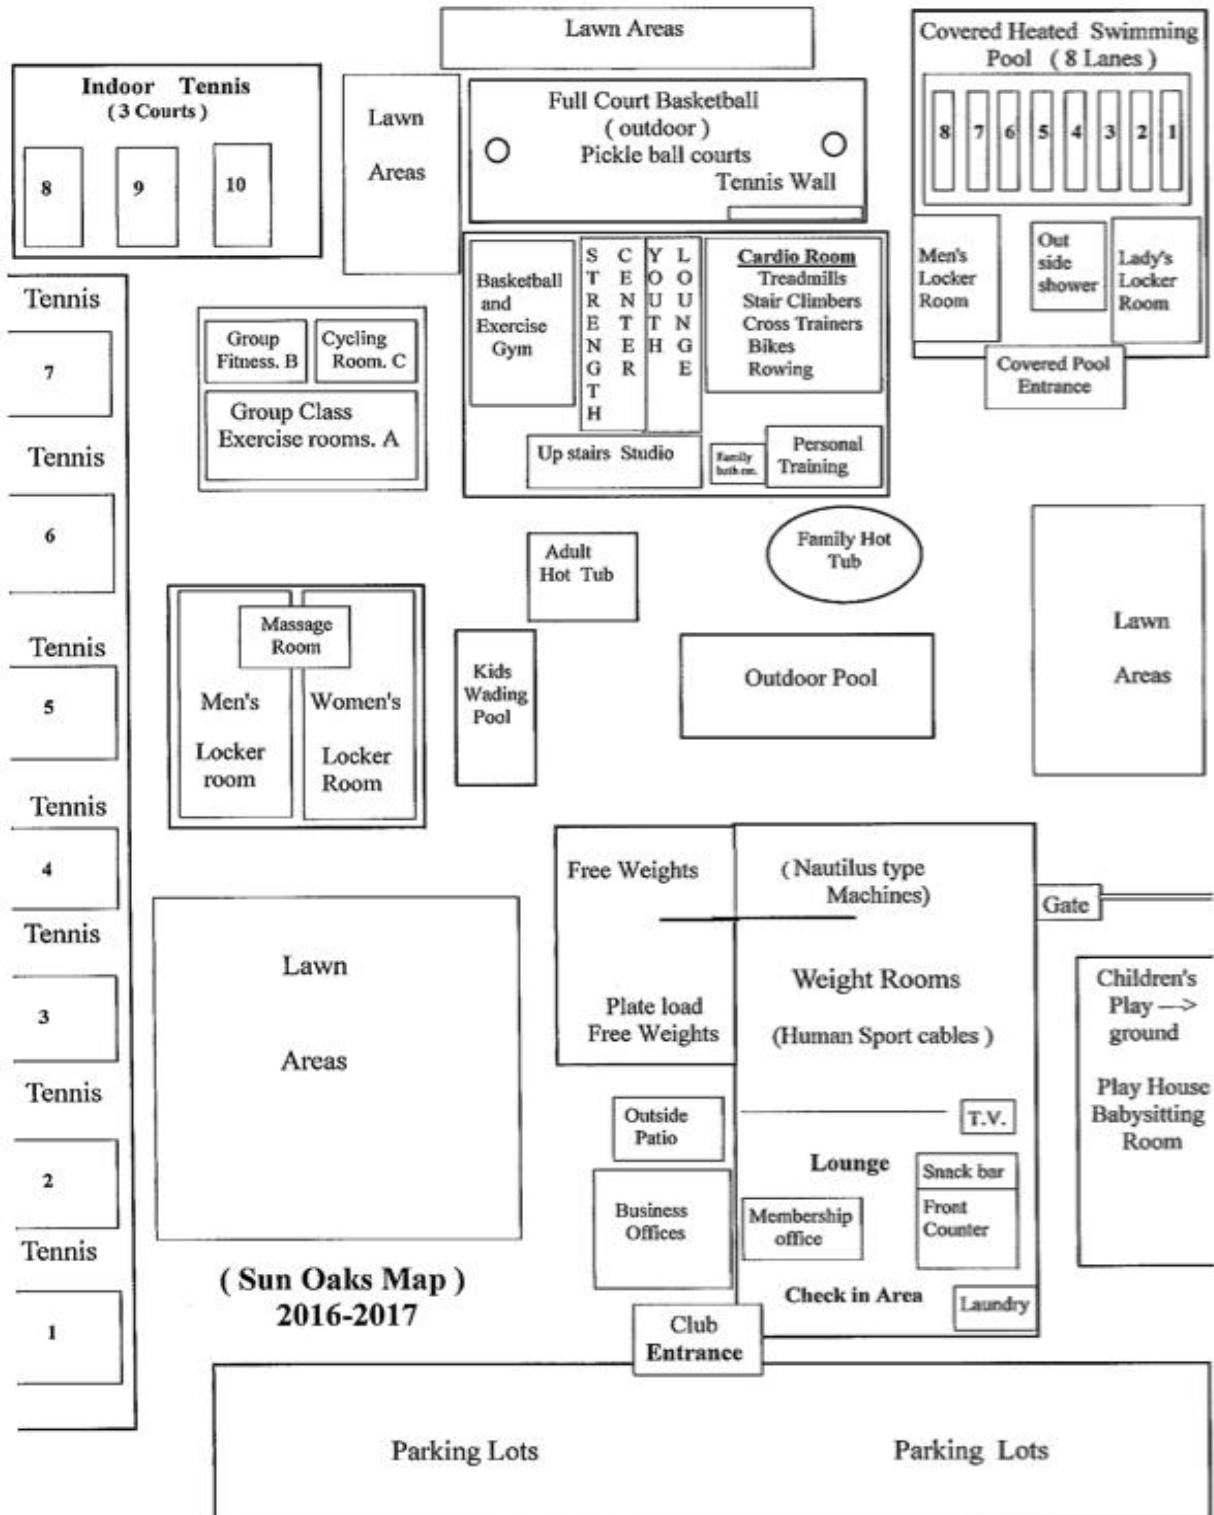 Lawn Areas
Covered Heated Swimming
Pool ( 8 Lanes )
8 7 6 5 4 3 2 1
Indoor Tennis
( 3 Courts )
8 9 10
Lawn
Areas
Full Court Basketball
( outdoor )
Pickle ball courts
Tennis Wall
Men's
Locker
Room
Out
side
shower
Lady's
Locker
Room
Covered Pool
Entrance
Basketball
and
Exercise
Gym
STRENGTH
CENTER
YOUTH
LOUNGE
Cardio Room
Treadmills
Stair Climbers
Cross Trainers
Bikes
Rowing
Up stairs Studio
Family
bath rm.
Personal
Training
Group
Fitness. B
Cycling
Room. C
Group Class
Exercise rooms. A
Tennis
7
Tennis
6
Tennis
5
Tennis
4
Tennis
3
Tennis
2
Tennis
1
Adult
Hot Tub
Family Hot
Tub
Massage
Room
Men's
Locker
room
Women's
Locker
Room
Kids
Wading
Pool
Outdoor Pool
Lawn
Areas
Free Weights
( Nautilus type
Machines)
Gate
Lawn
Areas
Plate load
Free Weights
Weight Rooms
(Human Sport cables )
Children's
Play —>
ground
Play House
Babysitting
Room
Outside
Patio
T.V.
Lounge
Snack bar
Front
Counter
Business
Offices
Membership
office
Check in Area
Laundry
( Sun Oaks Map )
2016-2017
Club
Entrance
Parking Lots
Parking Lots